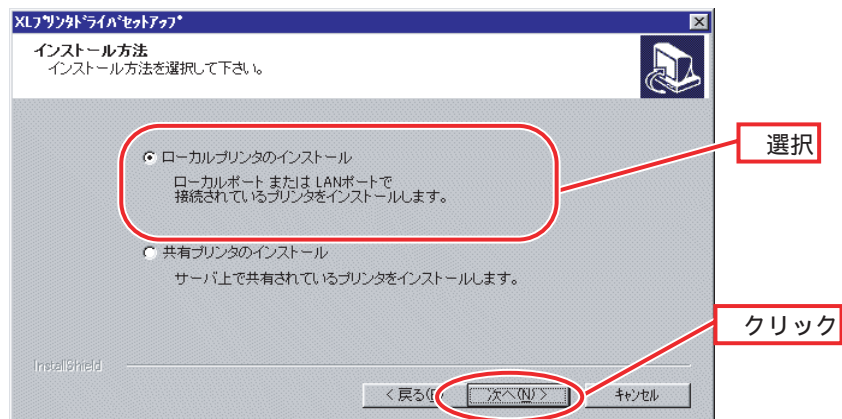 XLプリンタドライバセットアップ
インストール方法
インストール方法を選択して下さい。
ローカルプリンタのインストール
ローカルポート または LANポートで
接続されているプリンタをインストールします。
選択
共有プリンタのインストール
サーバ上で共有されているプリンタをインストールします。
クリック
InstallShield
< 戻る(B) 次へ(N) > キャンセル